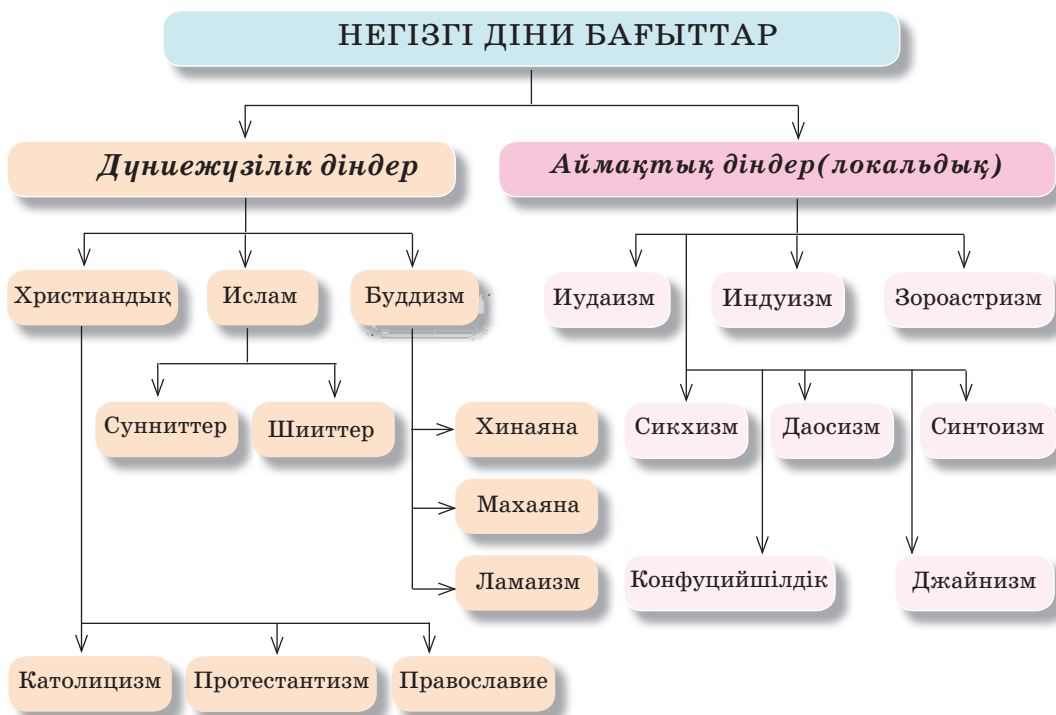 НЕГІЗГІ ДІНИ БАҒЫТТАР
Дүниежүзілік діндер
Аймақтық діндер(локальдық)
Христиандық
Ислам
Буддизм
Иудаизм
Индуизм
Зороастризм
Сунниттер
Шииттер
Хинаяна
Сикхизм
Даосизм
Синтоизм
Махаяна
Ламаизм
Конфуцийшілдік
Джайнизм
Католицизм
Протестантизм
Православие